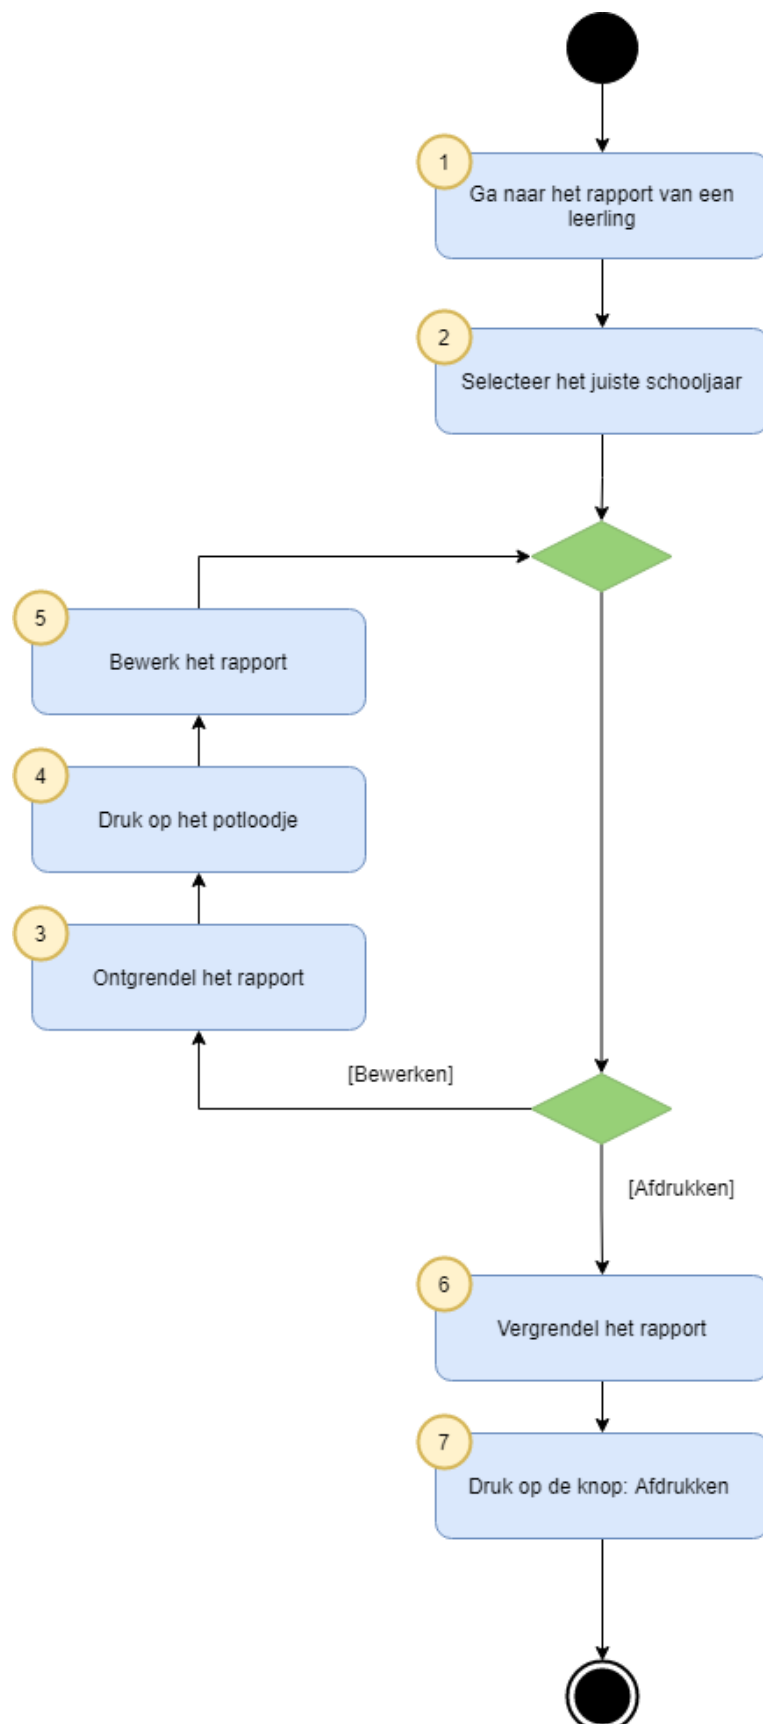 1
Ga naar het rapport van een
leerling
2
Selecteer het juiste schooljaar
5
Bewerk het rapport
4
Druk op het potloodje
3
Ontgrendel het rapport
[Bewerken]
[Afdrukken]
6
Vergrendel het rapport
7
Druk op de knop: Afdrukken